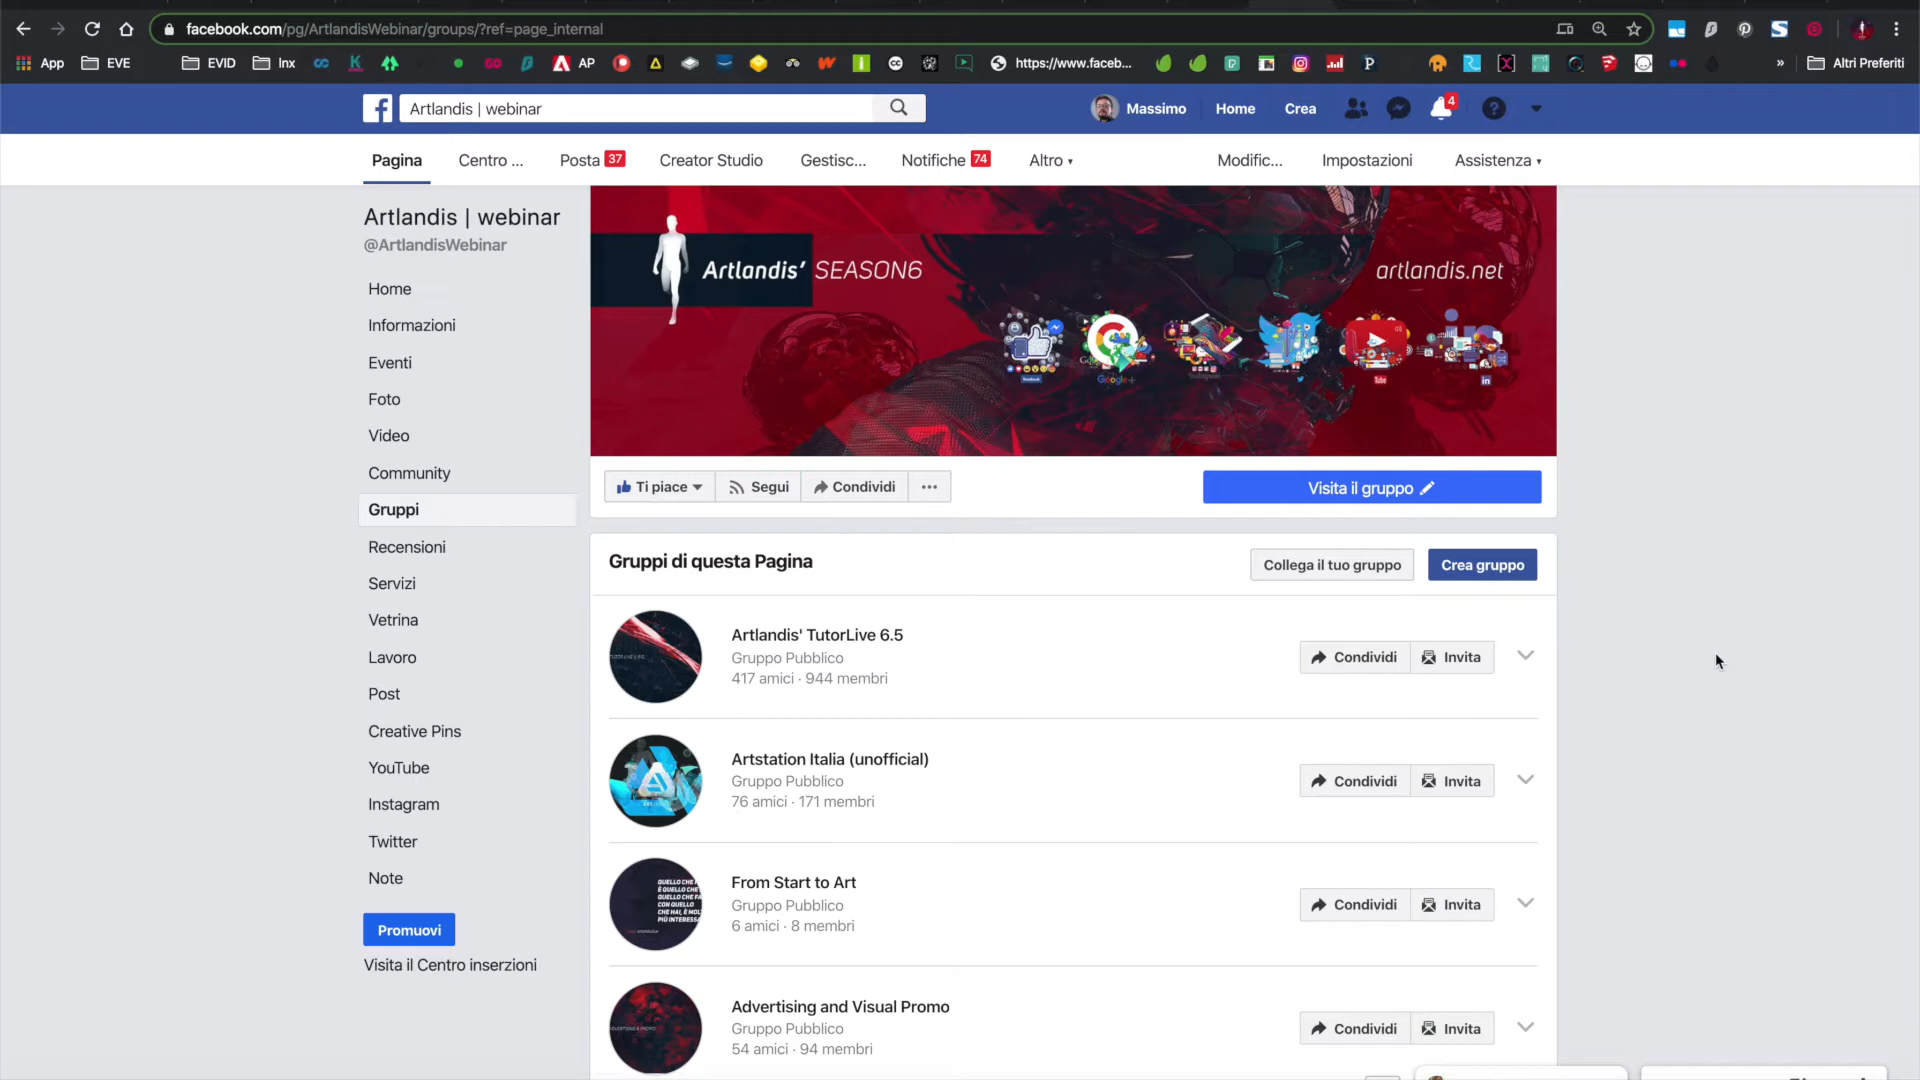 facebook.com/pg/ArtlandisWebinar/groups/?ref=page_internal
App EVE EVID Inx AP https://www.faceb... » Altri Preferiti
Artlandis | webinar
Massimo Home Crea 4
Pagina Centro ... Posta 37 Creator Studio Gestisc... Notifiche 74 Altro Modific... Impostazioni Assistenza
Artlandis | webinar
@ArtlandisWebinar
Home
Informazioni
Eventi
Foto
Video
Community
Gruppi
Recensioni
Servizi
Vetrina
Lavoro
Post
Creative Pins
YouTube
Instagram
Twitter
Note
Promuovi
Visita il Centro inserzioni
Artlandis' SEASON6
artlandis.net
Ti piace Segui Condividi ...
Visita il gruppo
Gruppi di questa Pagina
Collega il tuo gruppo Crea gruppo
Artlandis' TutorLive 6.5
Gruppo Pubblico
417 amici · 944 membri
Condividi Invita
Artstation Italia (unofficial)
Gruppo Pubblico
76 amici · 171 membri
Condividi Invita
From Start to Art
Gruppo Pubblico
6 amici · 8 membri
Condividi Invita
Advertising and Visual Promo
Gruppo Pubblico
54 amici · 94 membri
Condividi Invita